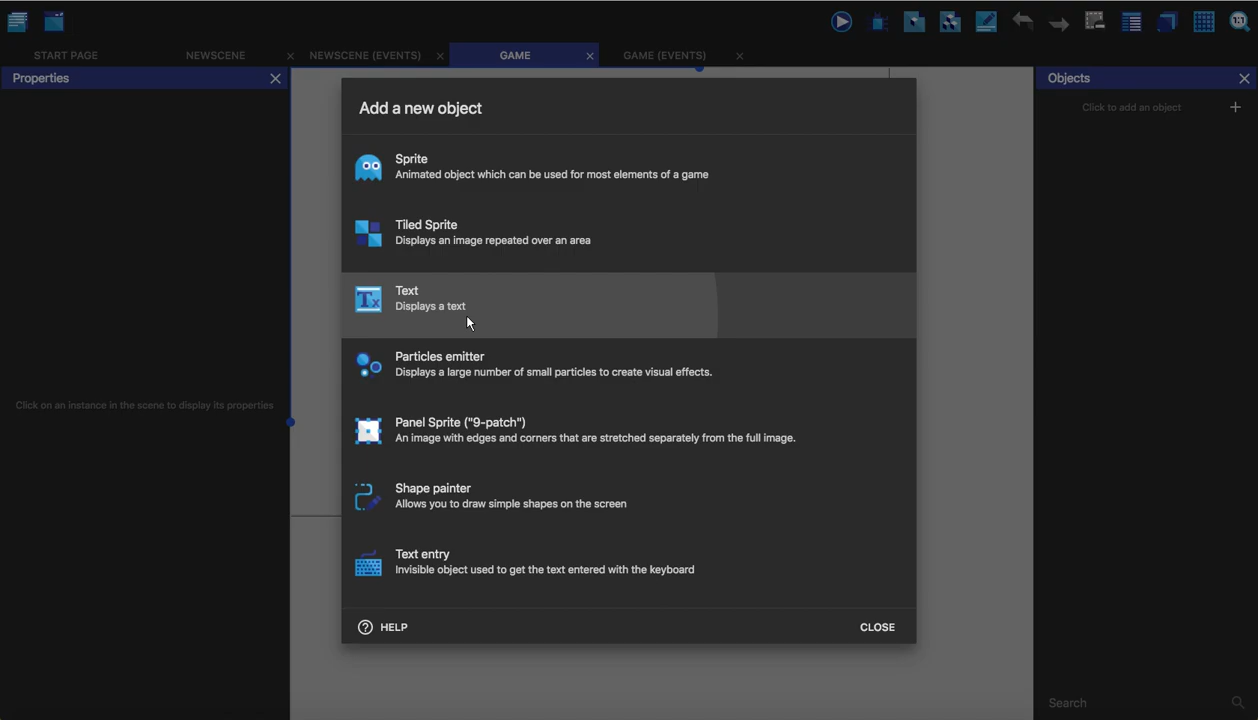 1:1
START PAGE NEWSCENE NEWSCENE (EVENTS) GAME GAME (EVENTS)
Properties
Click on an instance in the scene to display its properties
Add a new object
Sprite
Animated object which can be used for most elements of a game
Tiled Sprite
Displays an image repeated over an area
Tx
Text
Displays a text
Particles emitter
Displays a large number of small particles to create visual effects.
Panel Sprite ("9-patch")
An image with edges and corners that are stretched separately from the full image.
Shape painter
Allows you to draw simple shapes on the screen
Text entry
Invisible object used to get the text entered with the keyboard
? HELP
CLOSE
Objects
Click to add an object +
Search